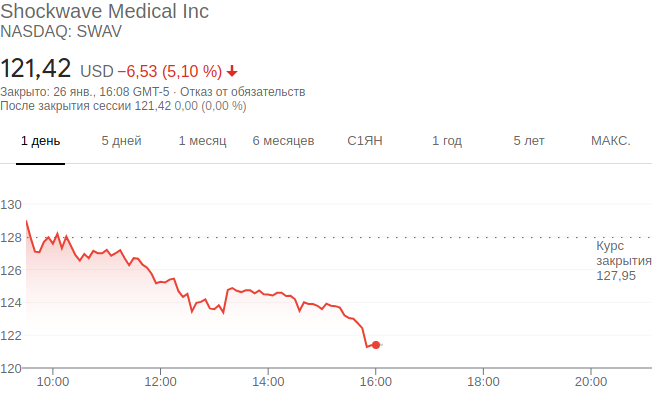 Shockwave Medical Inc
NASDAQ: SWAV
121,42 USD −6,53 (5,10 %)
Закрыто: 26 янв., 16:08 GMT-5 · Отказ от обязательств
После закрытия сессии 121,42 0,00 (0,00 %)
1 день 5 дней 1 месяц 6 месяцев С1ЯН 1 год 5 лет МАКС.
130
128
Курс
закрытия
127,95
126
124
122
120
10:00 12:00 14:00 16:00 18:00 20:00